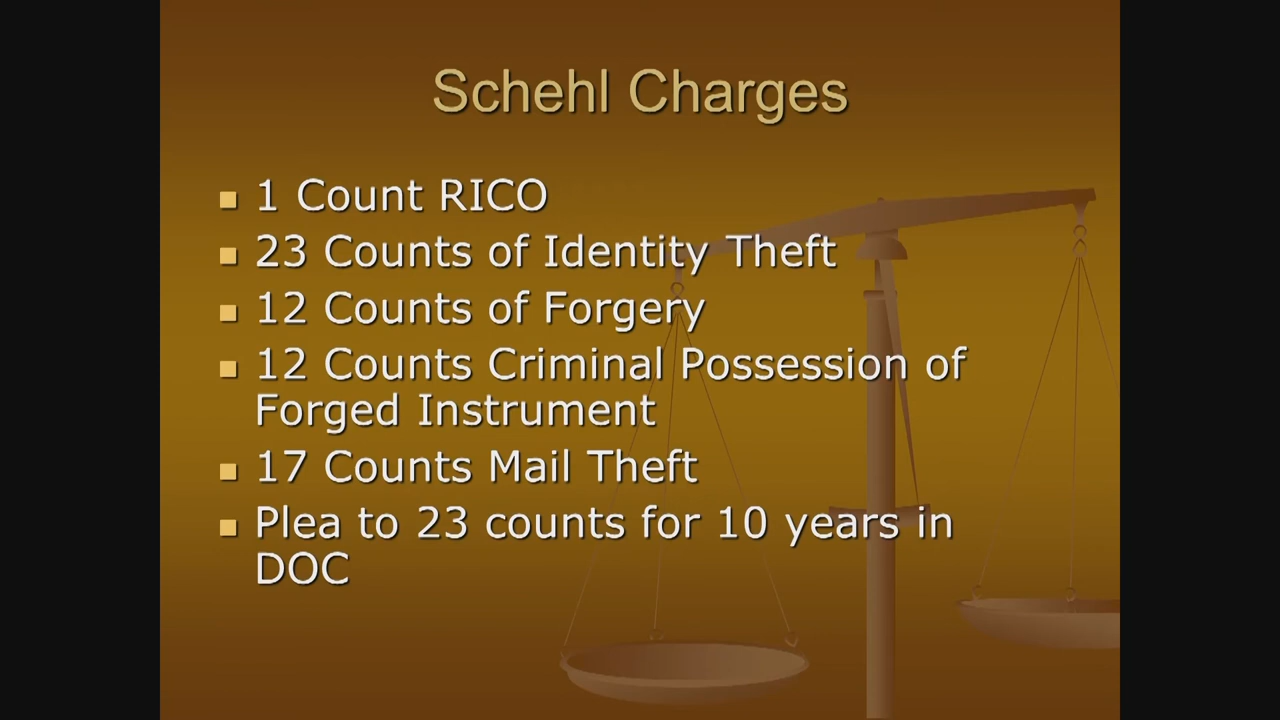 Schehl Charges
1 Count RICO
23 Counts of Identity Theft
12 Counts of Forgery
12 Counts Criminal Possession of
Forged Instrument
17 Counts Mail Theft
Plea to 23 counts for 10 years in
DOC